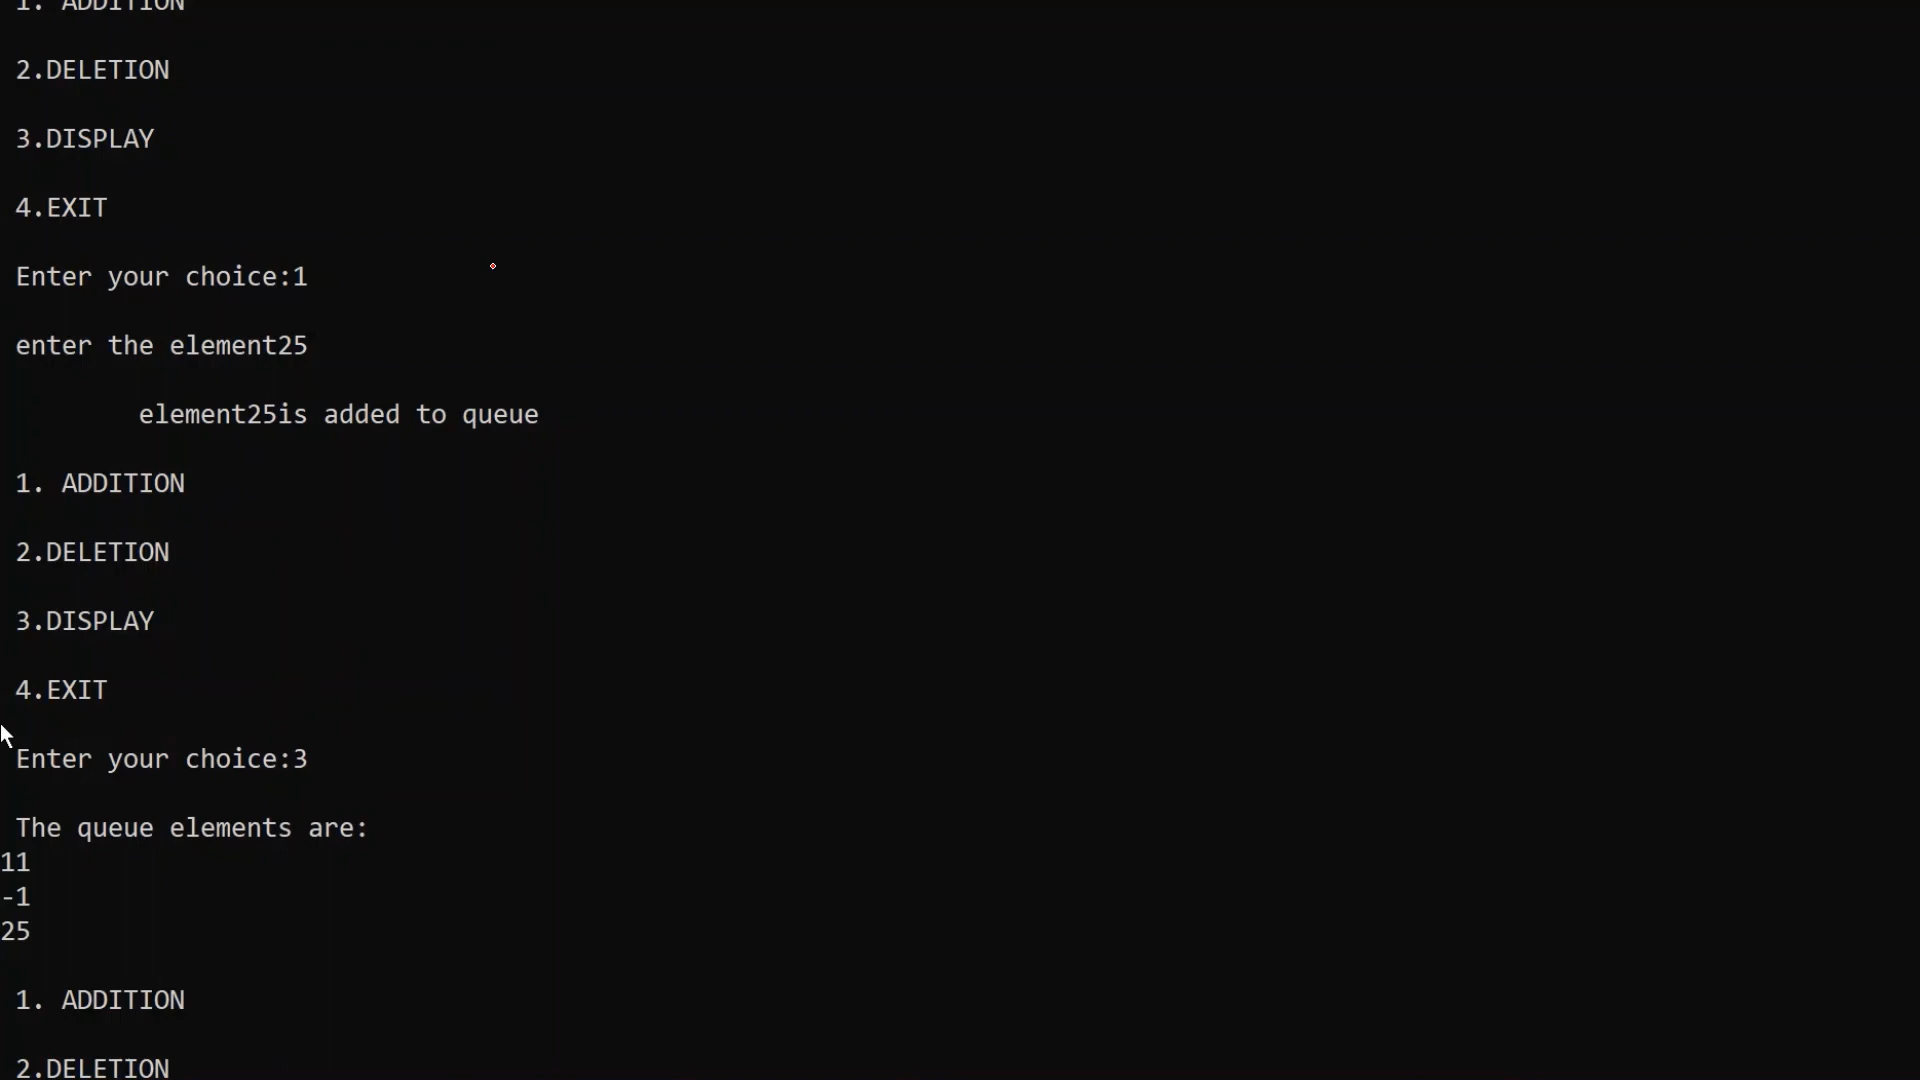 1. ADDITION
2.DELETION
3.DISPLAY
4.EXIT
Enter your choice:1
enter the element25
element25is added to queue
1. ADDITION
2.DELETION
3.DISPLAY
4.EXIT
Enter your choice:3
The queue elements are:
11
-1
25
1. ADDITION
2.DELETION